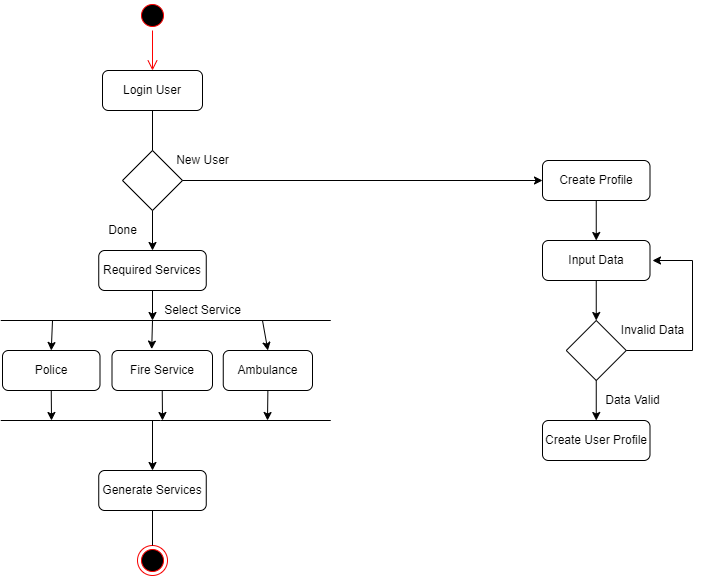 Login User
New User
Create Profile
Done
Required Services
Input Data
Select Service
Invalid Data
Police
Fire Service
Ambulance
Data Valid
Create User Profile
Generate Services